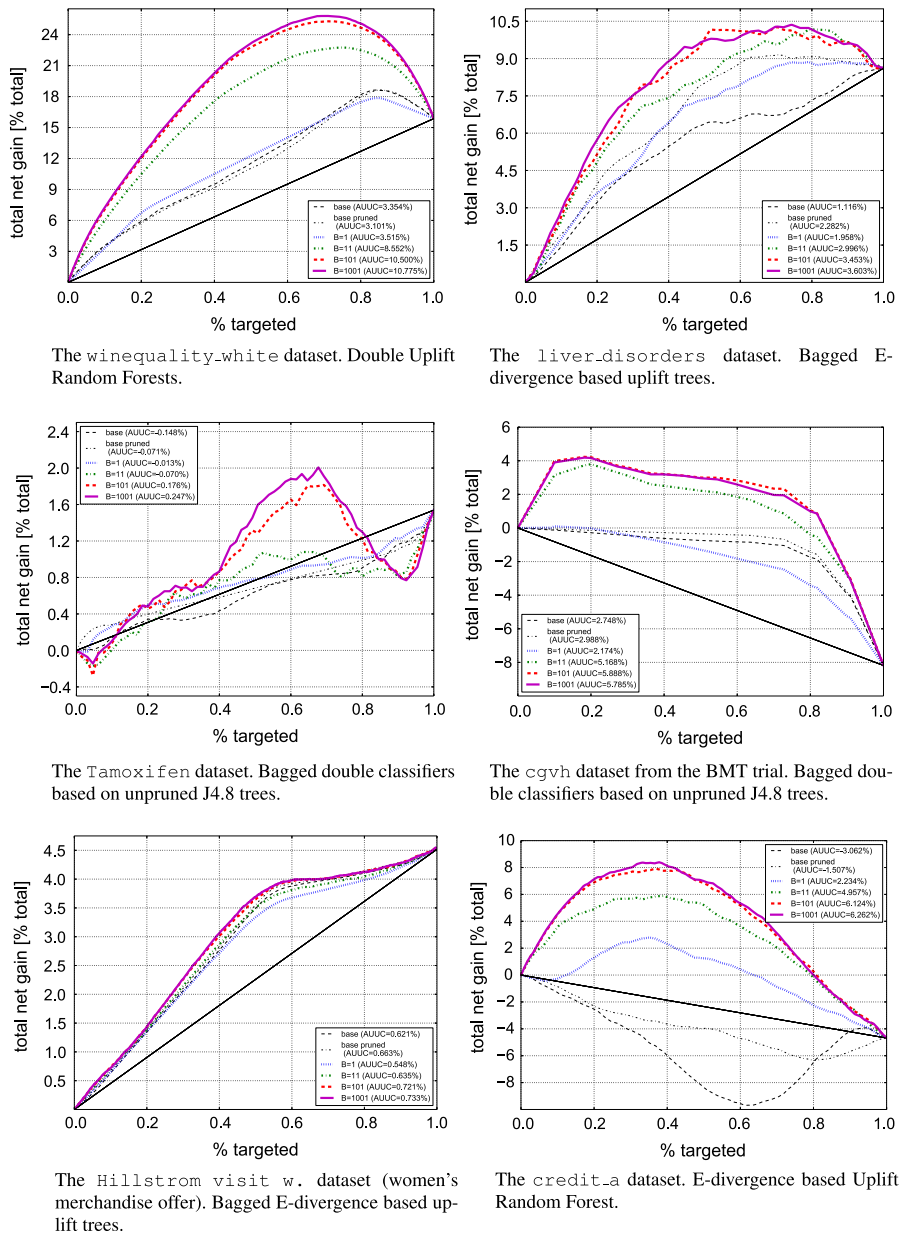 24
21
18
15
12
9
6
3
total net gain [% total]
base (AUUC=3,354%)
base pruned
(AUUC=3.101%)
B=1 (AUUC=3.515%)
B=11 (AUUC=8.552%)
B=101 (AUUC=10,500%)
B=1001 (AUUC=10.775%)
0.0 0.2 0.4 0.6 0.8 1.0
% targeted
The winequality_white dataset. Double Uplift
Random Forests.
10.5
9.0
7.5
6.0
4.5
3.0
1.5
total net gain [% total]
base (AUUC=1,116%)
base pruned
(AUUC=2.282%)
B=1 (AUUC=1.958%)
B=11 (AUUC=2.996%)
B=101 (AUUC=3,453%)
B=1001 (AUUC=3.603%)
0.0 0.2 0.4 0.6 0.8 1.0
% targeted
The liver_disorders dataset. Bagged E-
divergence based uplift trees.
2.4
2.0
1.6
1.2
0.8
0.4
0.0
−0.4
total net gain [% total]
base (AUUC=-0.148%)
base pruned
(AUUC=-0.071%)
B=1 (AUUC=-0.013%)
B=11 (AUUC=-0.070%)
B=101 (AUUC=0.176%)
B=1001 (AUUC=0.247%)
0.0 0.2 0.4 0.6 0.8 1.0
% targeted
The Tamoxifen dataset. Bagged double classifiers
based on unpruned J4.8 trees.
6
4
2
0
−2
−4
−6
−8
total net gain [% total]
base (AUUC=2.748%)
base pruned
(AUUC=2.988%)
B=1 (AUUC=2.174%)
B=11 (AUUC=5.168%)
B=101 (AUUC=5.888%)
B=1001 (AUUC=5.785%)
0.0 0.2 0.4 0.6 0.8 1.0
% targeted
The cgvh dataset from the BMT trial. Bagged dou-
ble classifiers based on unpruned J4.8 trees.
4.5
4.0
3.5
3.0
2.5
2.0
1.5
1.0
0.5
total net gain [% total]
base (AUUC=0.621%)
base pruned
(AUUC=0.663%)
B=1 (AUUC=0.548%)
B=11 (AUUC=0.635%)
B=101 (AUUC=0.721%)
B=1001 (AUUC=0.733%)
0.0 0.2 0.4 0.6 0.8 1.0
% targeted
The Hillstrom visit w. dataset (women's
merchandise offer). Bagged E-divergence based up-
lift trees.
10
8
6
4
2
0
−2
−4
−6
−8
total net gain [% total]
base (AUUC=-3.062%)
base pruned
(AUUC=-1.507%)
B=1 (AUUC=2.234%)
B=11 (AUUC=4.957%)
B=101 (AUUC=6.124%)
B=1001 (AUUC=6,262%)
0.0 0.2 0.4 0.6 0.8 1.0
% targeted
The credit_a dataset. E-divergence based Uplift
Random Forest.